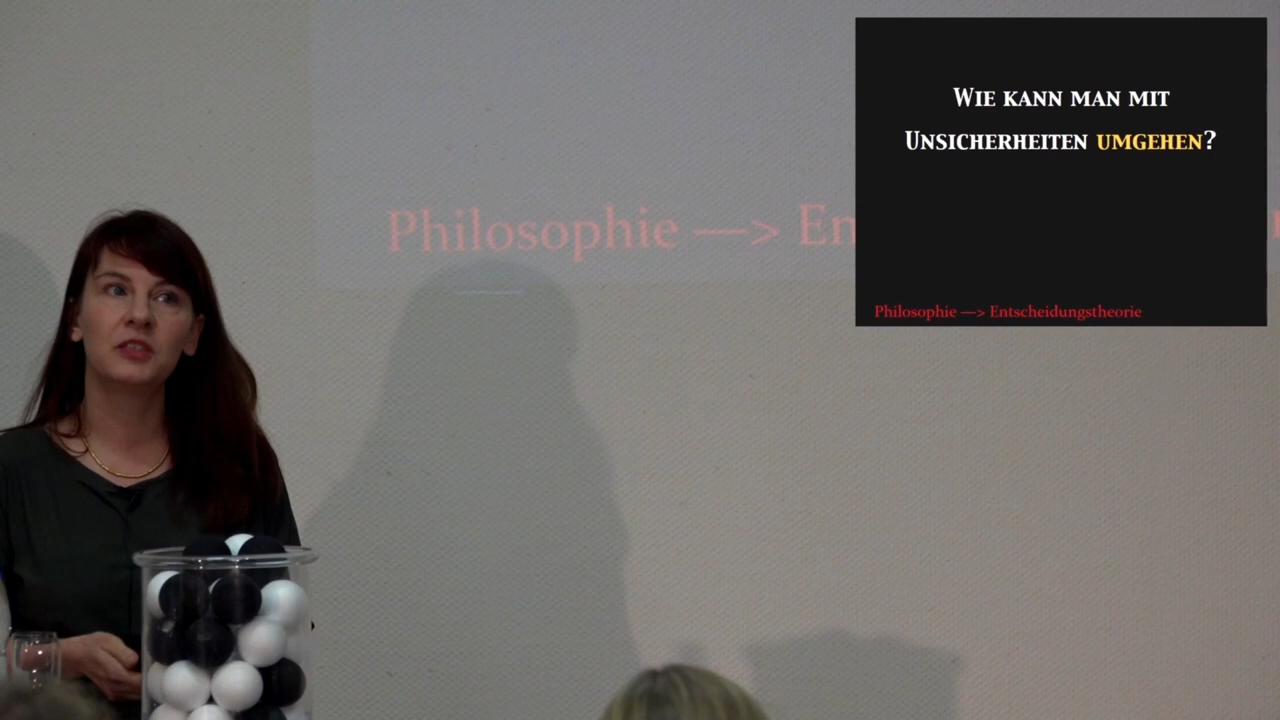 Wie kann man mit
Unsicherheiten umgehen?
Philosophie —> Entscheidungstheorie
Philosophie —> En